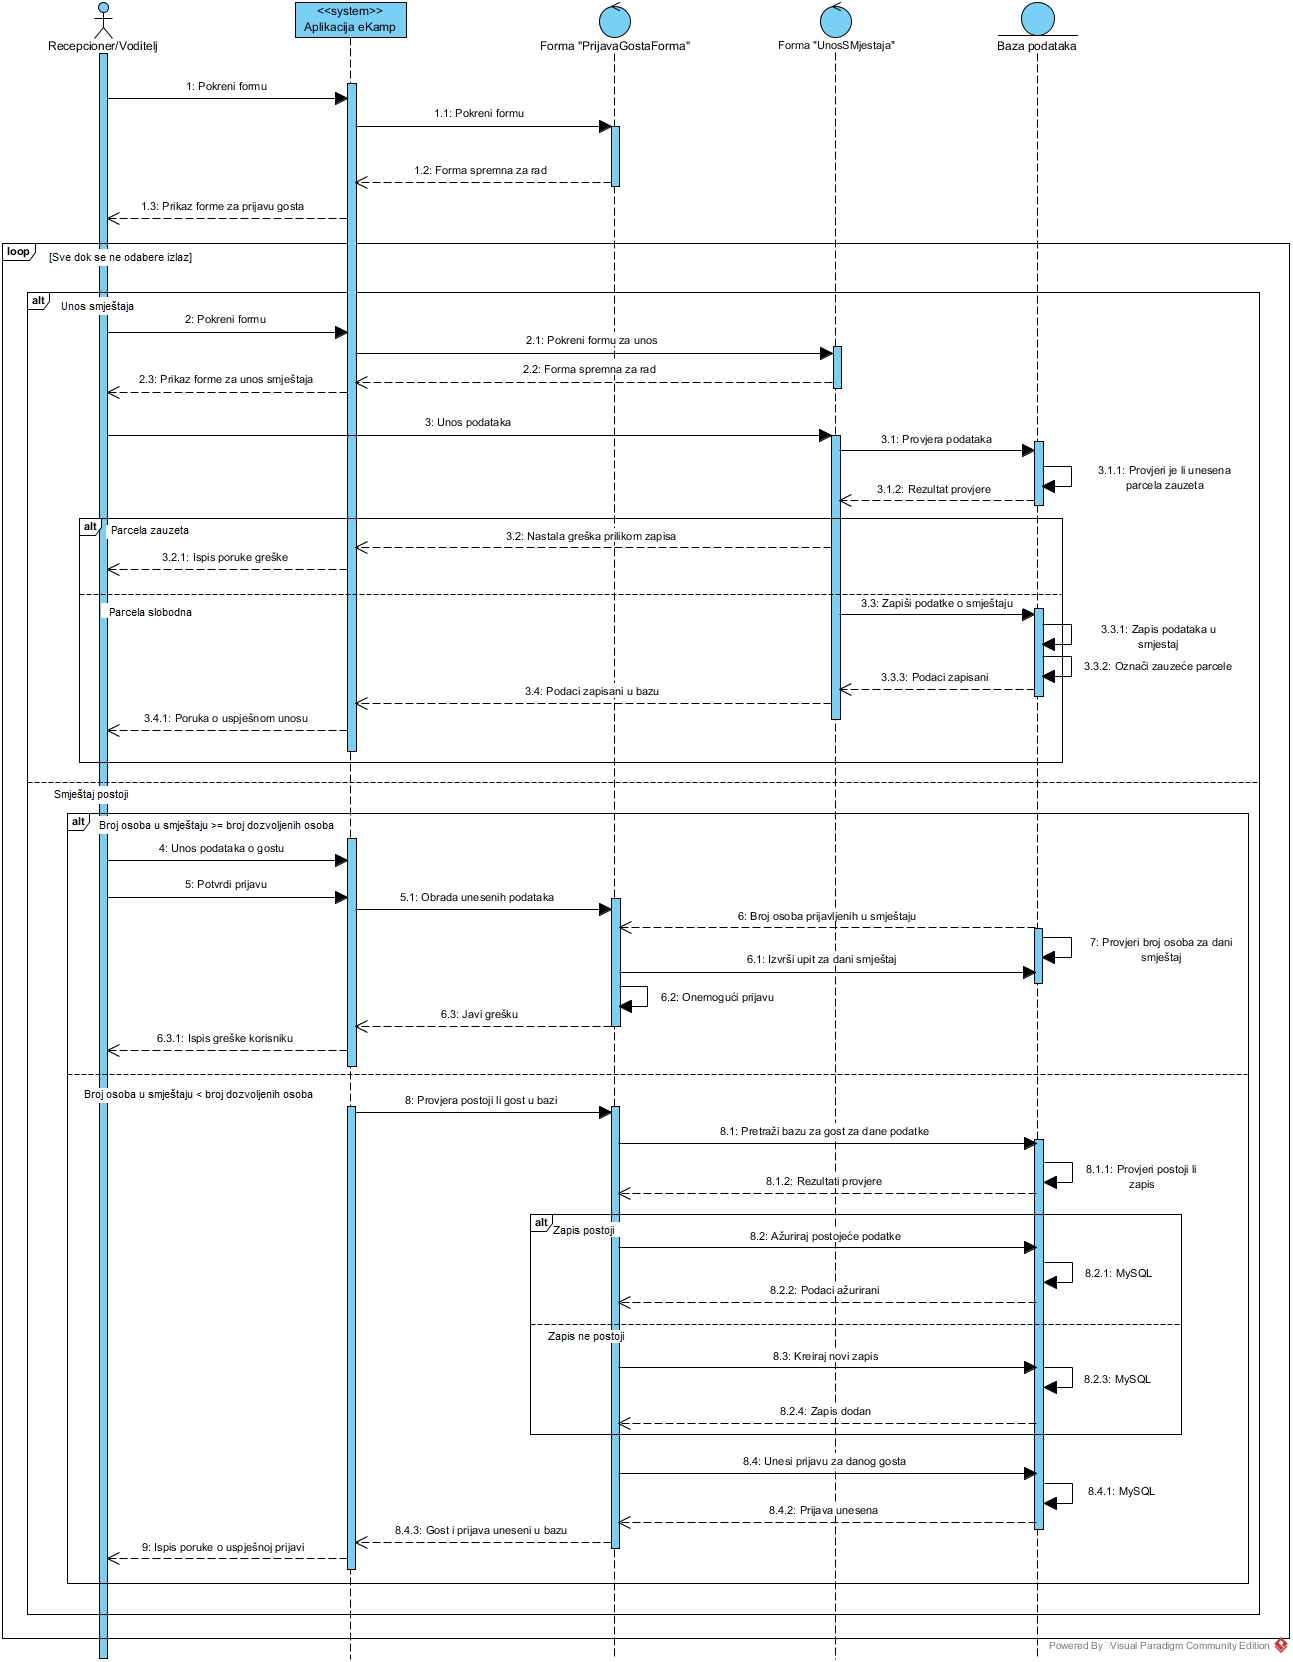 <<system>>
Aplikacija eKamp
Recepcioner/Voditelj
Forma "PrijavaGostaForma"
Forma "UnosSMjestaja"
Baza podataka
1: Pokreni formu
1.1: Pokreni formu
1.2: Forma spremna za rad
1.3: Prikaz forme za prijavu gosta
loop
[Sve dok se ne odabere izlaz]
alt
Unos smještaja
2: Pokreni formu
2.1: Pokreni formu za unos
2.2: Forma spremna za rad
2.3: Prikaz forme za unos smještaja
3: Unos podataka
3.1: Provjera podataka
3.1.1: Provjeri je li unesena
parcela zauzeta
3.1.2: Rezultat provjere
alt
Parcela zauzeta
3.2: Nastala greška prilikom zapisa
3.2.1: Ispis poruke greške
Parcela slobodna
3.3: Zapiši podatke o smještaju
3.3.1: Zapis podataka u
smjestaj
3.3.2: Označi zauzeće parcele
3.3.3: Podaci zapisani
3.4: Podaci zapisani u bazu
3.4.1: Poruka o uspješnom unosu
Smještaj postoji
alt
Broj osoba u smještaju >= broj dozvoljenih osoba
4: Unos podataka o gostu
5: Potvrdi prijavu
5.1: Obrada unesenih podataka
6: Broj osoba prijavljenih u smještaju
7: Provjeri broj osoba za dani
smještaj
6.1: Izvrši upit za dani smještaj
6.2: Onemogući prijavu
6.3: Javi grešku
6.3.1: Ispis greške korisniku
Broj osoba u smještaju < broj dozvoljenih osoba
8: Provjera postoji li gost u bazi
8.1: Pretraži bazu za gost za dane podatke
8.1.1: Provjeri postoji li
zapis
8.1.2: Rezultati provjere
alt
Zapis postoji
8.2: Ažuriraj postojeće podatke
8.2.1: MySQL
8.2.2: Podaci ažurirani
Zapis ne postoji
8.3: Kreiraj novi zapis
8.2.3: MySQL
8.2.4: Zapis dodan
8.4: Unesi prijavu za danog gosta
8.4.1: MySQL
8.4.2: Prijava unesena
8.4.3: Gost i prijava uneseni u bazu
9: Ispis poruke o uspješnoj prijavi
Powered By Visual Paradigm Community Edition